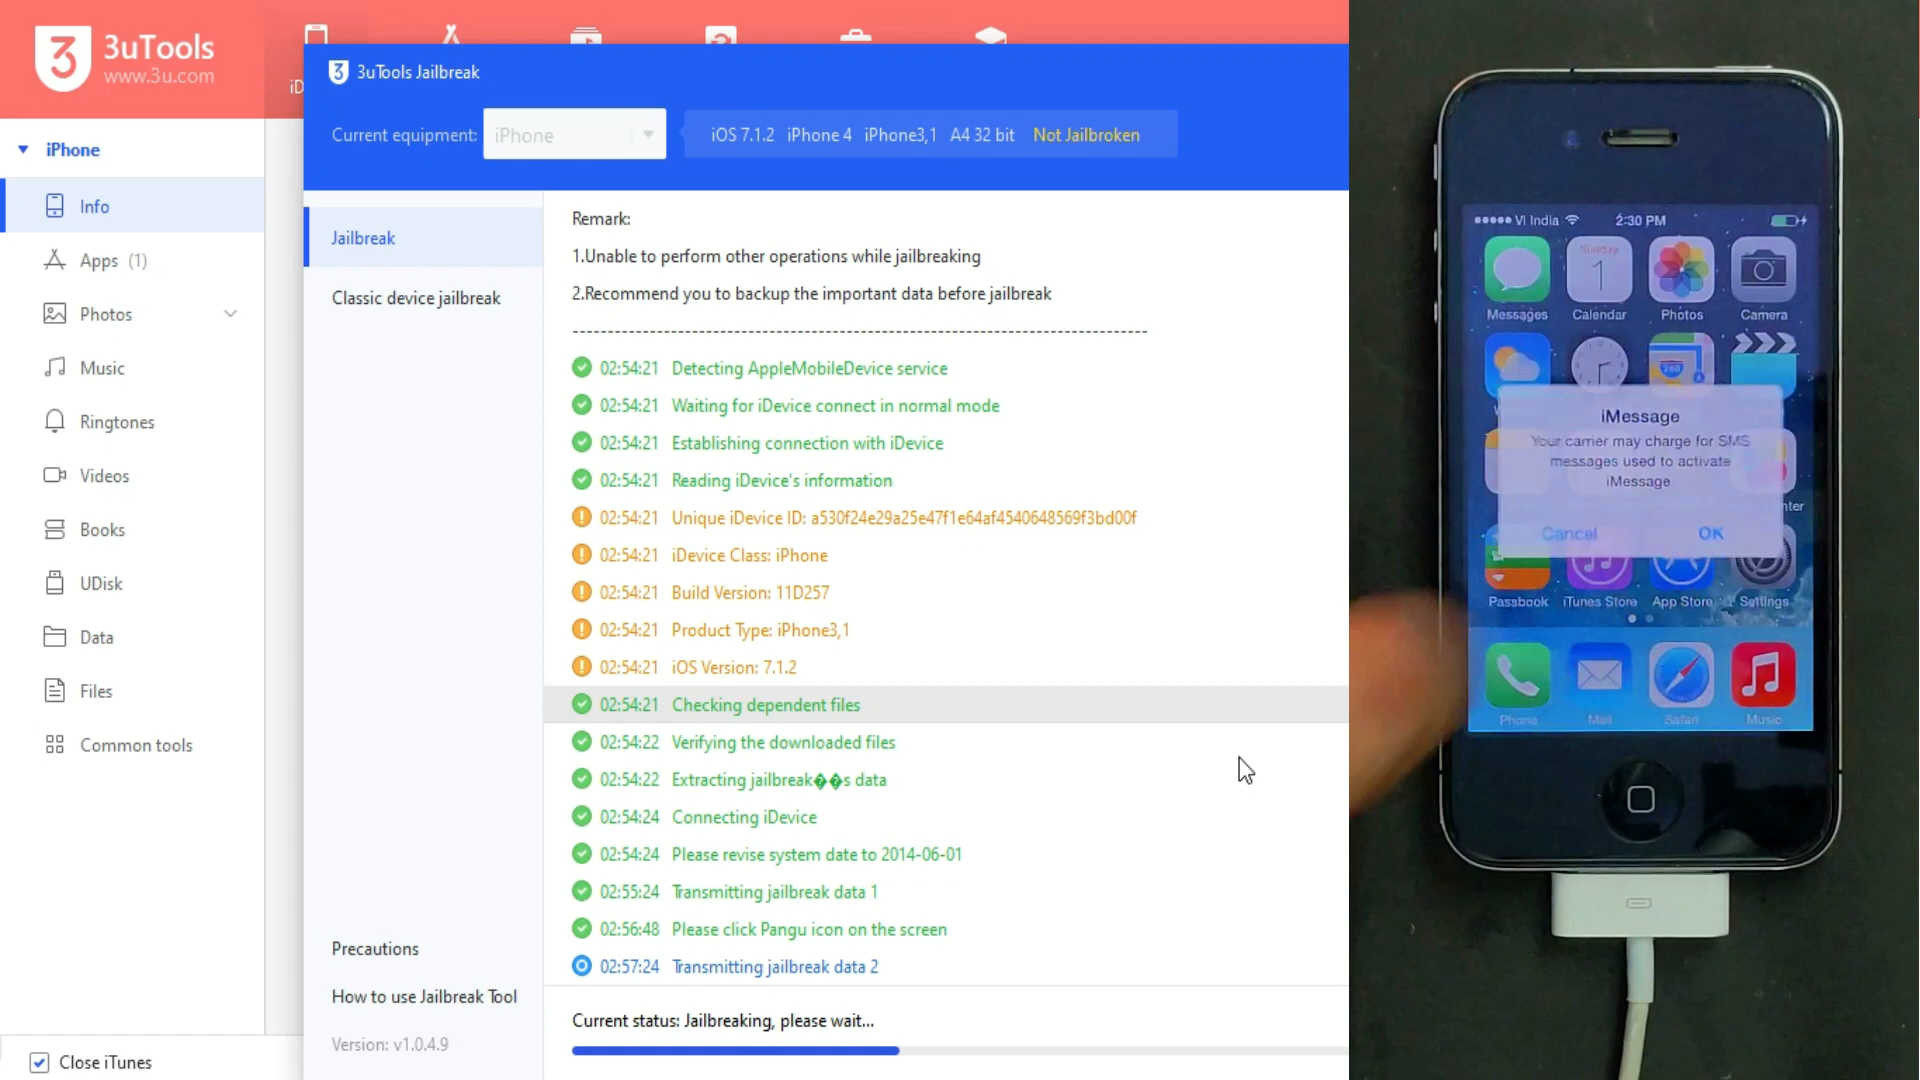 3uTools
www.3u.com
iD
3uTools Jailbreak
Current equipment:
iPhone
iOS 7.1.2 iPhone 4 iPhone3,1 A4 32 bit Not Jailbroken
iPhone
Info
Apps (1)
Photos
Music
Ringtones
Videos
Books
UDisk
Data
Files
Common tools
Close iTunes
Jailbreak
Classic device jailbreak
Precautions
How to use Jailbreak Tool
Version: v1.0.4.9
Remark:
1.Unable to perform other operations while jailbreaking
2.Recommend you to backup the important data before jailbreak
----------------------------------------------------------------------------------
02:54:21 Detecting AppleMobileDevice service
02:54:21 Waiting for iDevice connect in normal mode
02:54:21 Establishing connection with iDevice
02:54:21 Reading iDevice's information
02:54:21 Unique iDevice ID: a530f24e29a25e47f1e64af4540648569f3bd00f
02:54:21 iDevice Class: iPhone
02:54:21 Build Version: 11D257
02:54:21 Product Type: iPhone3,1
02:54:21 iOS Version: 7.1.2
02:54:21 Checking dependent files
02:54:22 Verifying the downloaded files
02:54:22 Extracting jailbreak��s data
02:54:24 Connecting iDevice
02:54:24 Please revise system date to 2014-06-01
02:55:24 Transmitting jailbreak data 1
02:56:48 Please click Pangu icon on the screen
02:57:24 Transmitting jailbreak data 2
Current status: Jailbreaking, please wait...
Vi India 2:30 PM
Sunday
1
Messages Calendar Photos Camera
280
iMessage
Your carrier may charge for SMS
messages used to activate
iMessage
nter
Cancel OK
Passbook iTunes Store App Store Settings
Phone Mail Safari Music